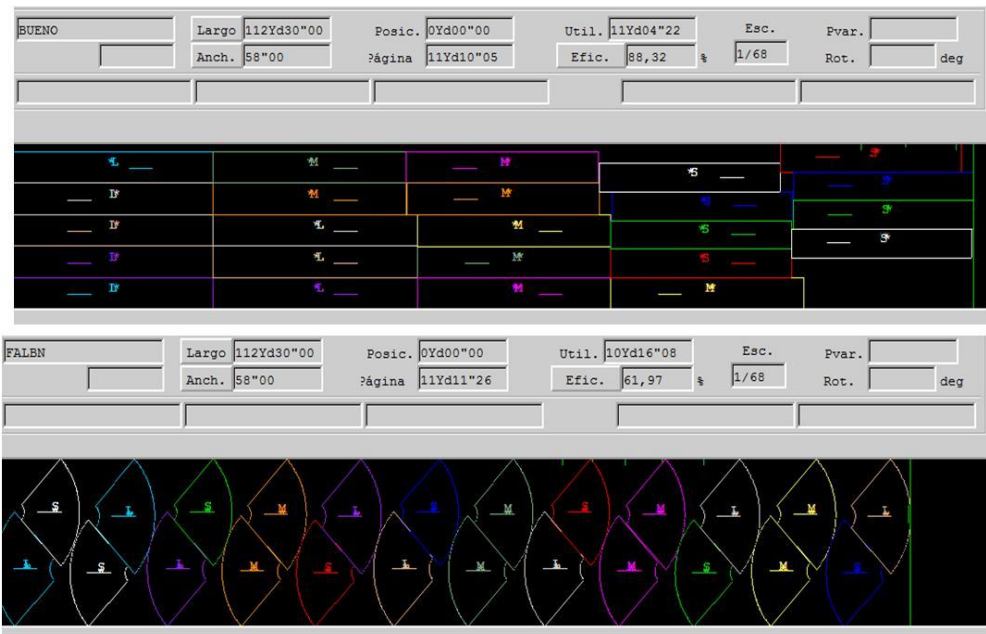 BUENO Largo 112Yd30"00 Posic. 0Yd00"00 Util. 11Yd04"22 Esc. Pvar.
Anch. 58"00 Página 11Yd10"05 Efic. 88,32 % 1/68 Rot. deg
*L *M M* S*
*S
L* *M M* *S S*
L* *L *M *S S*
S*
L* *L M* *S
L* *L *M M*
FALBN Largo 112Yd30"00 Posic. 0Yd00"00 Util. 10Yd16"08 Esc. Pvar.
Anch. 58"00 Página 11Yd11"26 Efic. 61,97 % 1/68 Rot. deg
S L S M L S M S M L M L
L S L M S L M L M S M S